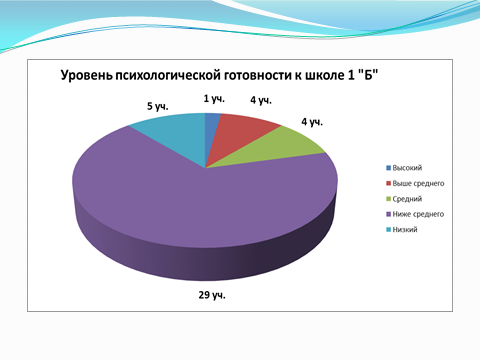 Уровень психологической готовности к школе 1 "Б"
1 уч.
4 уч.
4 уч.
5 уч.
29 уч.
Высокий
Выше среднего
Средний
Ниже среднего
Низкий